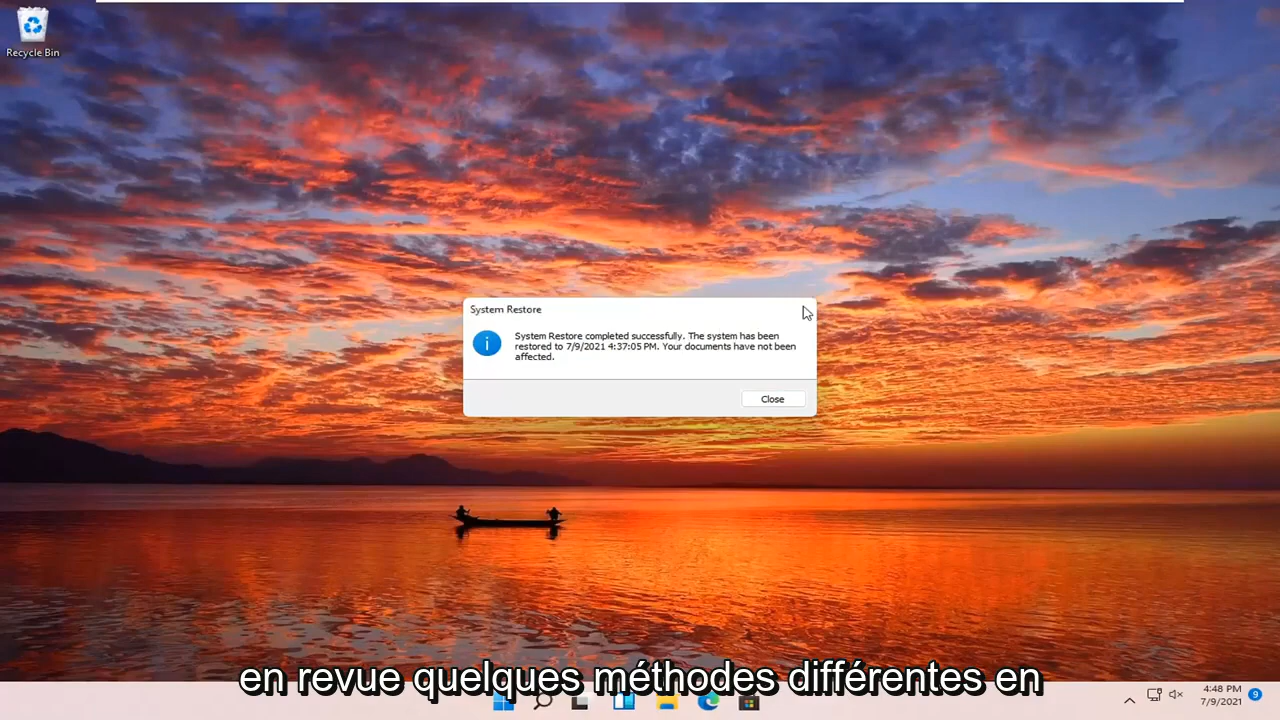 Recycle Bin
System Restore
System Restore completed successfully. The system has been
restored to 7/9/2021 4:37:05 PM. Your documents have not been
affected.
Close
en revue quelques méthodes différentes en
4:48 PM
7/9/2021
9